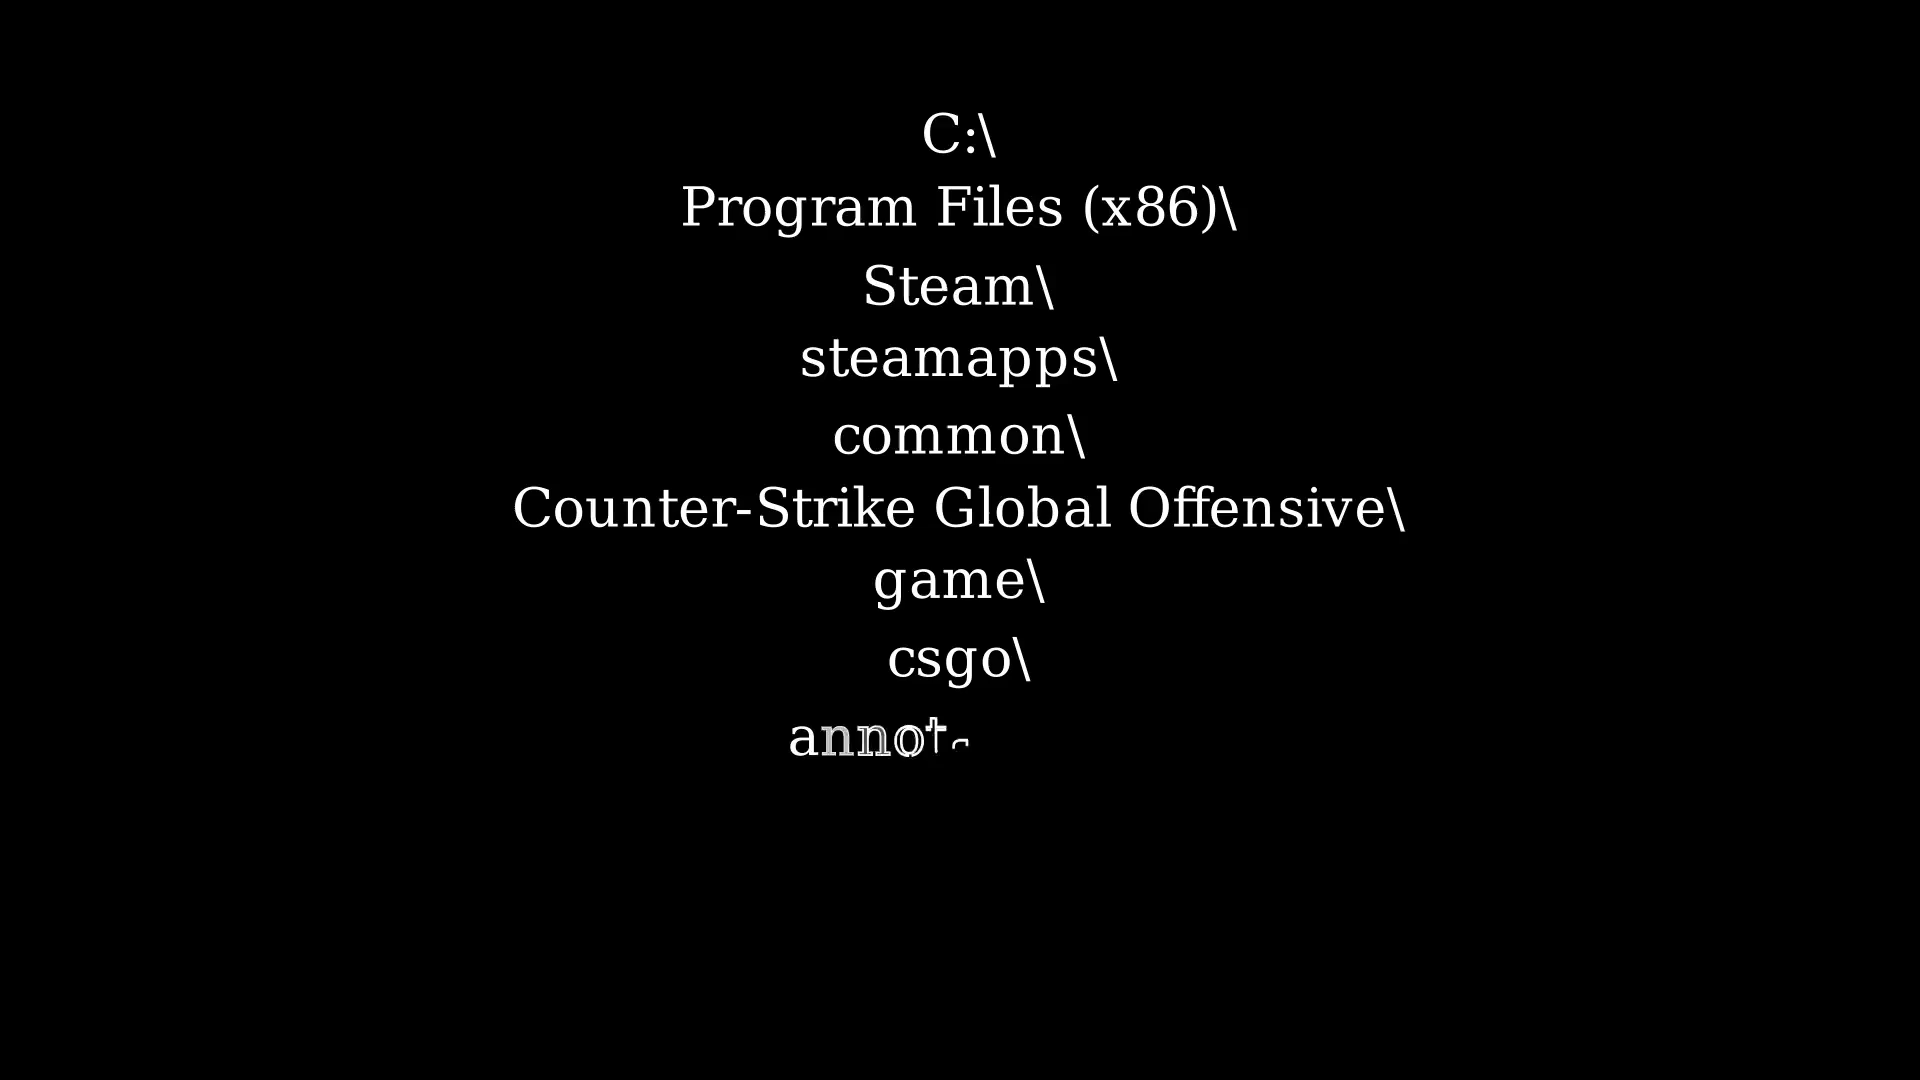 C:\
Program Files (x86)\
Steam\
steamapps\
common\
Counter-Strike Global Offensive\
game\
csgo\